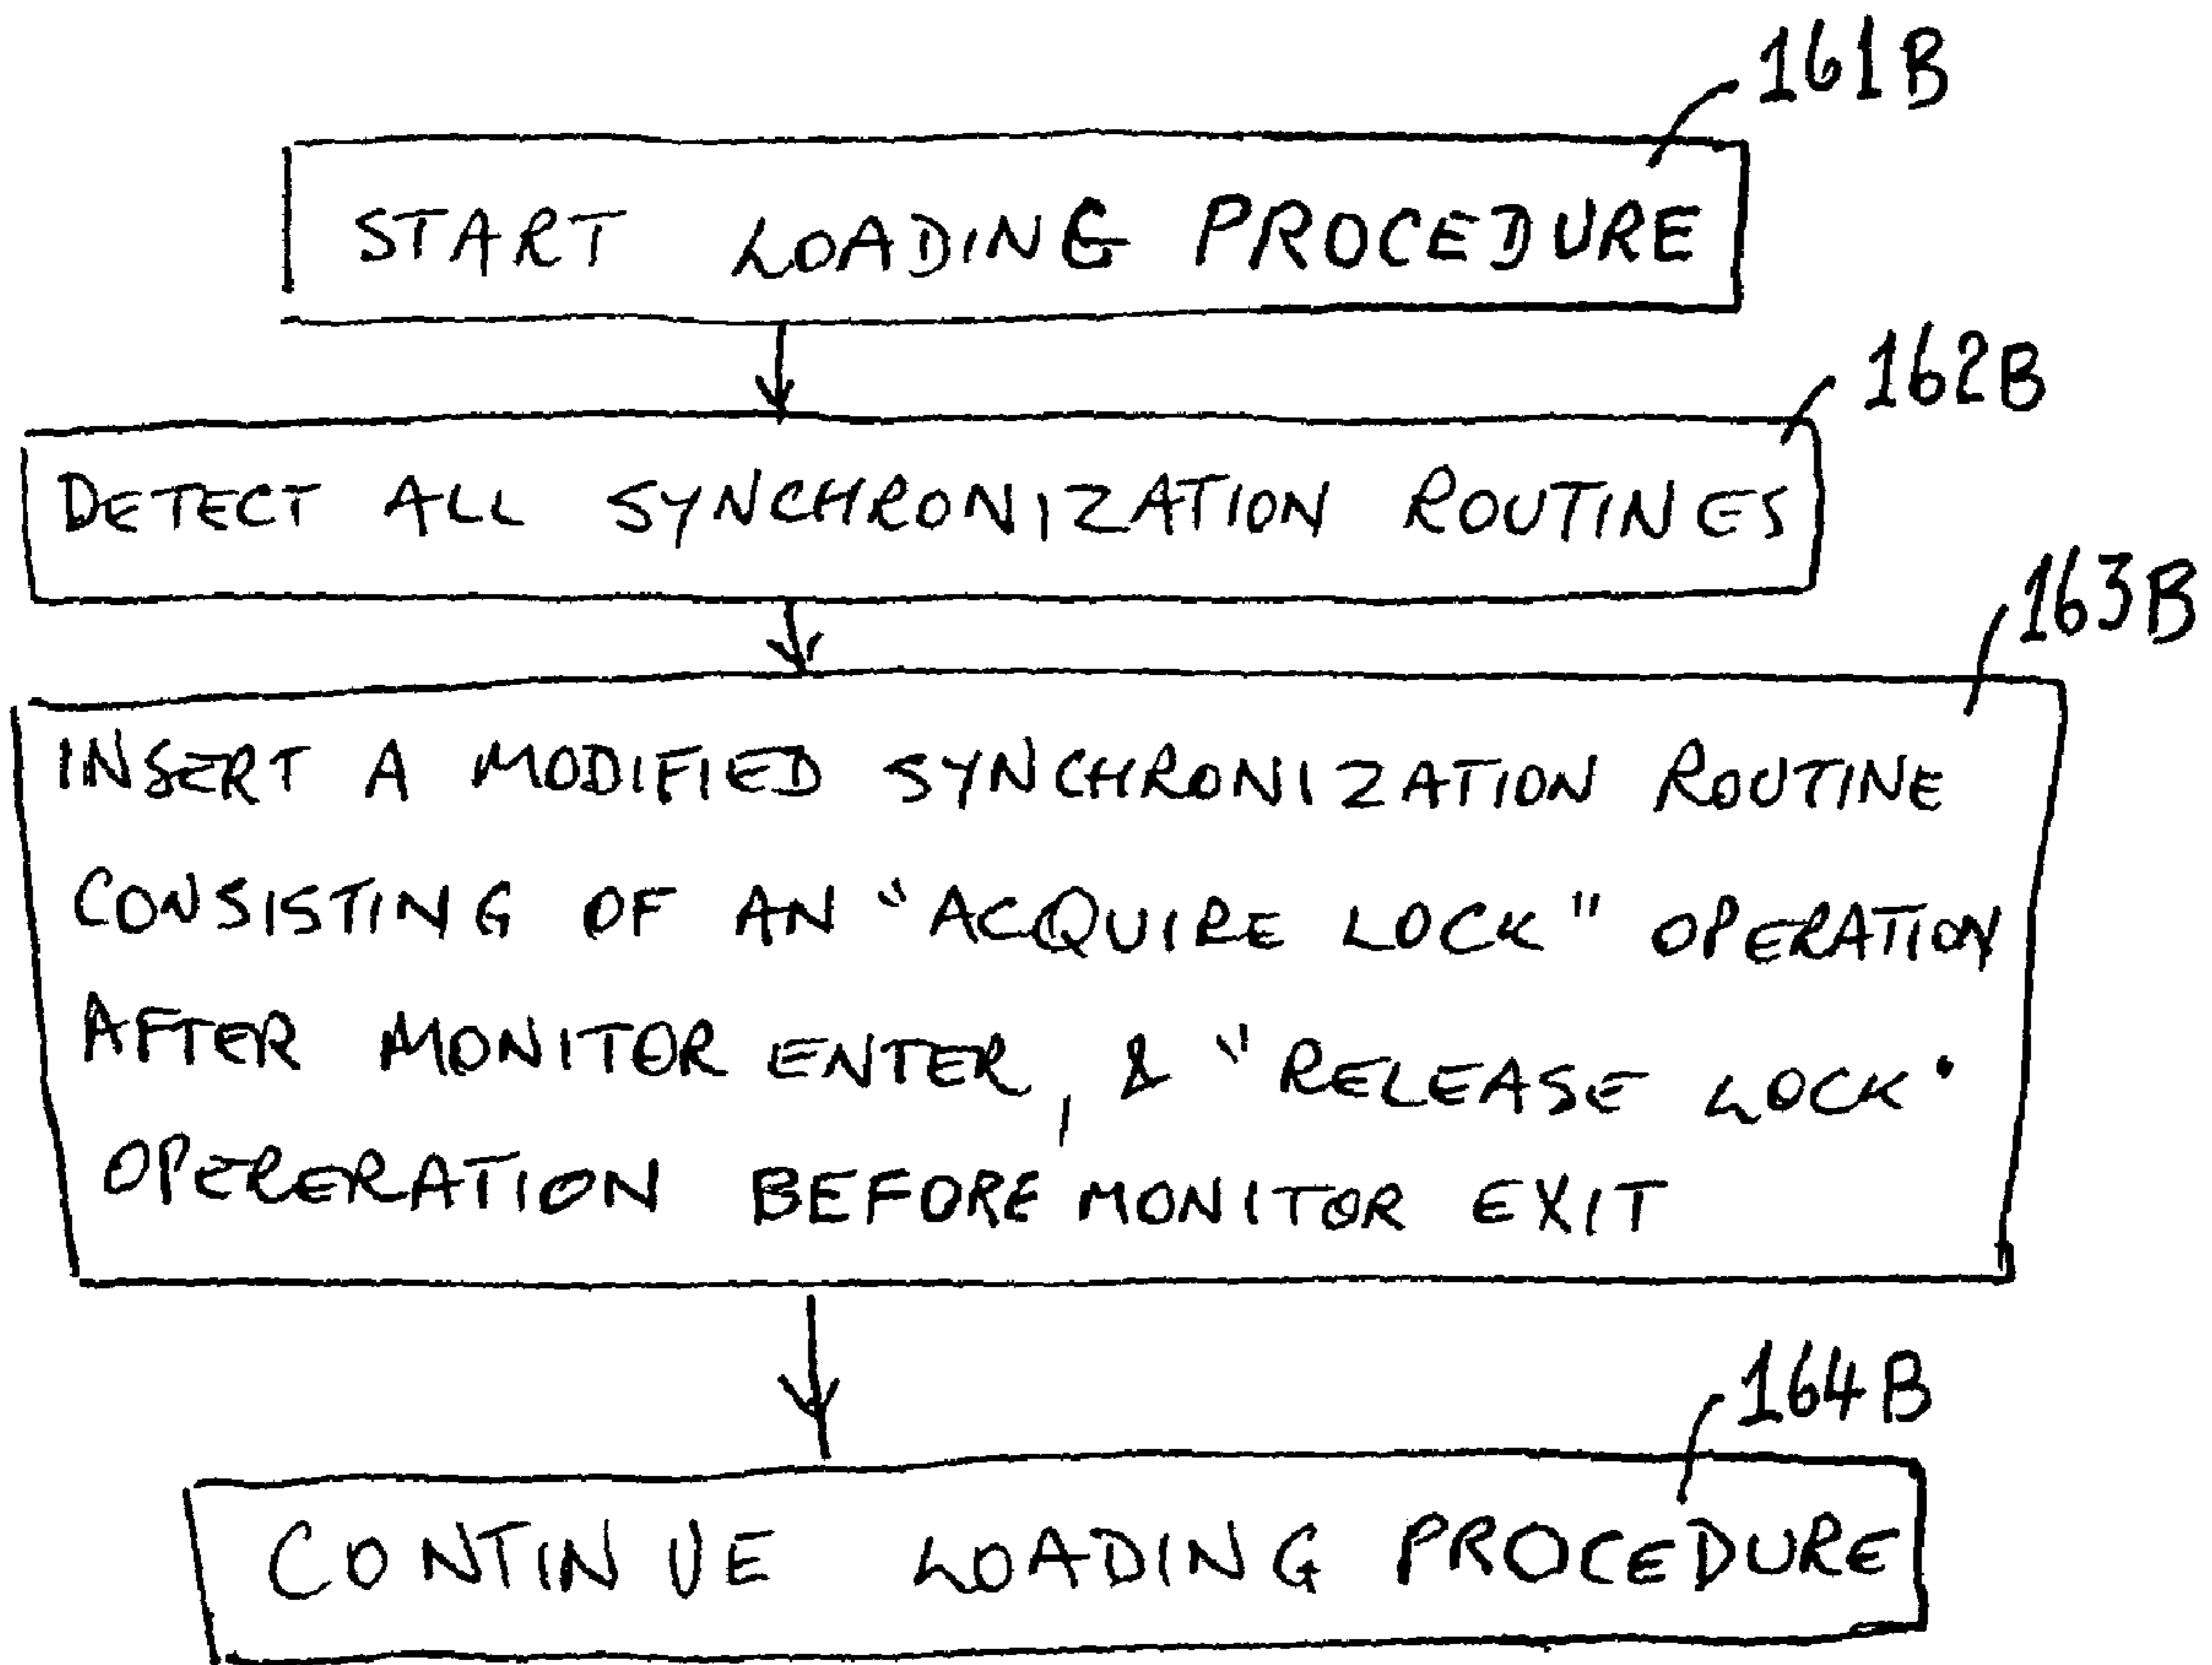 161B
START LOADING PROCEDURE
162B
DETECT ALL SYNCHRONIZATION ROUTINES
163B
INSERT A MODIFIED SYNCHRONIZATION ROUTINE
CONSISTING OF AN "ACQUIRE LOCK" OPERATION
AFTER MONITOR ENTER, & "RELEASE LOCK"
OPERERATION BEFORE MONITOR EXIT
164B
CONTINUE LOADING PROCEDURE